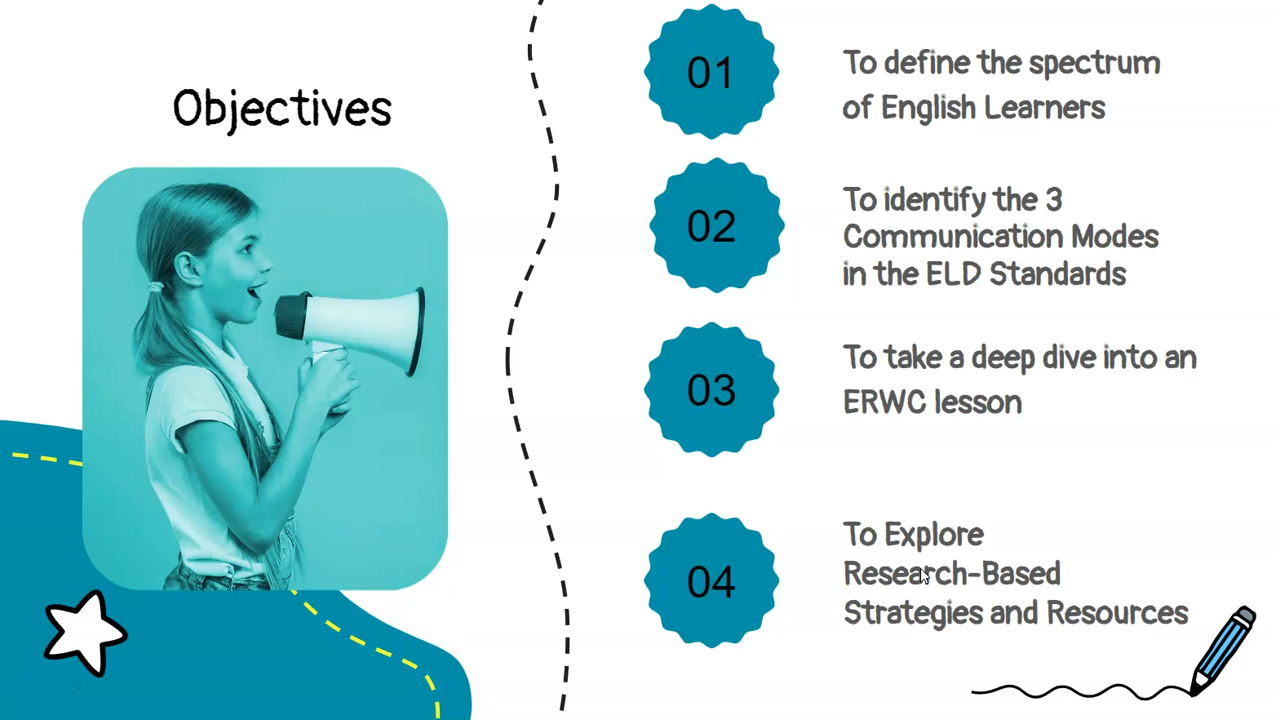 Objectives
01
To define the spectrum
of English Learners
02
To identify the 3
Communication Modes
in the ELD Standards
03
To take a deep dive into an
ERWC lesson
04
To Explore
Research-Based
Strategies and Resources